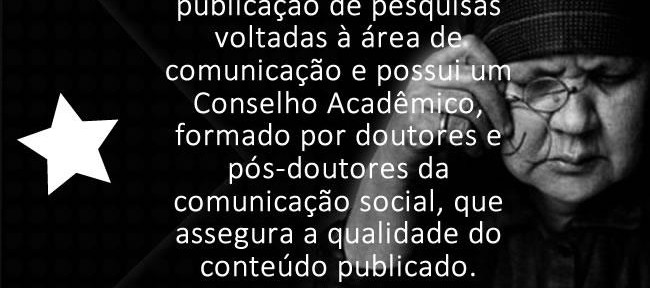 publicação de pesquisas
voltadas à área de
comunicação e possui um
Conselho Acadêmico,
formado por doutores e
pós-doutores da
comunicação social, que
assegura a qualidade do
conteúdo publicado.